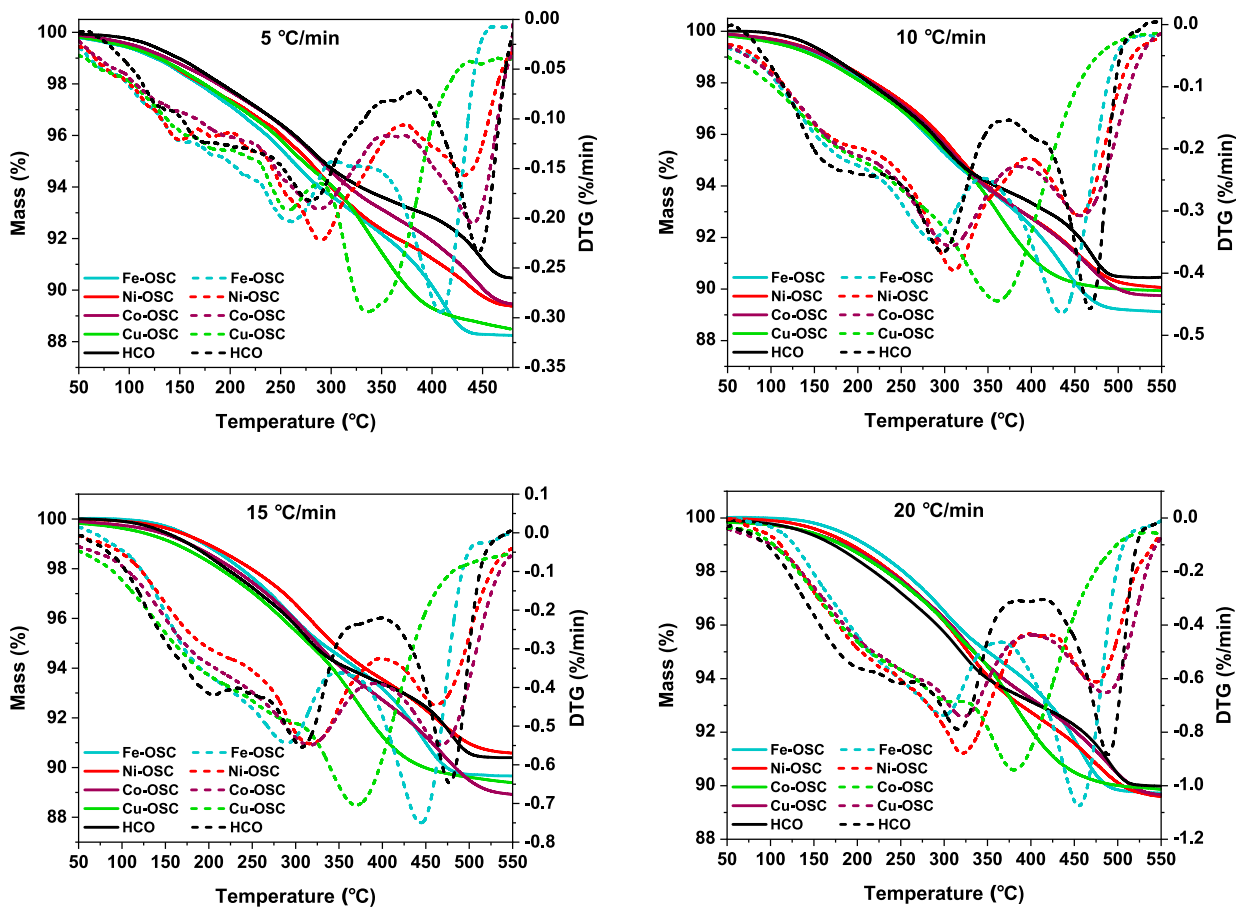 5 °C/min
Mass (%)
100
98
96
94
92
90
88
0.00
-0.05
-0.10
-0.15
-0.20
-0.25
-0.30
-0.35
DTG (%/min)
Fe-OSC Fe-OSC
Ni-OSC Ni-OSC
Co-OSC Co-OSC
Cu-OSC Cu-OSC
HCO HCO
50 100 150 200 250 300 350 400 450
Temperature (°C)
10 °C/min
Mass (%)
100
98
96
94
92
90
88
0.0
-0.1
-0.2
-0.3
-0.4
-0.5
DTG (%/min)
Fe-OSC Fe-OSC
Ni-OSC Ni-OSC
Co-OSC Co-OSC
Cu-OSC Cu-OSC
HCO HCO
50 100 150 200 250 300 350 400 450 500 550
Temperature (°C)
15 °C/min
Mass (%)
100
98
96
94
92
90
88
0.1
0.0
-0.1
-0.2
-0.3
-0.4
-0.5
-0.6
-0.7
-0.8
DTG (%/min)
Fe-OSC Fe-OSC
Ni-OSC Ni-OSC
Co-OSC Co-OSC
Cu-OSC Cu-OSC
HCO HCO
50 100 150 200 250 300 350 400 450 500 550
Temperature (°C)
20 °C/min
Mass (%)
100
98
96
94
92
90
88
0.0
-0.2
-0.4
-0.6
-0.8
-1.0
-1.2
DTG (%/min)
Fe-OSC Fe-OSC
Ni-OSC Ni-OSC
Co-OSC Co-OSC
Cu-OSC Cu-OSC
HCO HCO
50 100 150 200 250 300 350 400 450 500 550
Temperature (°C)